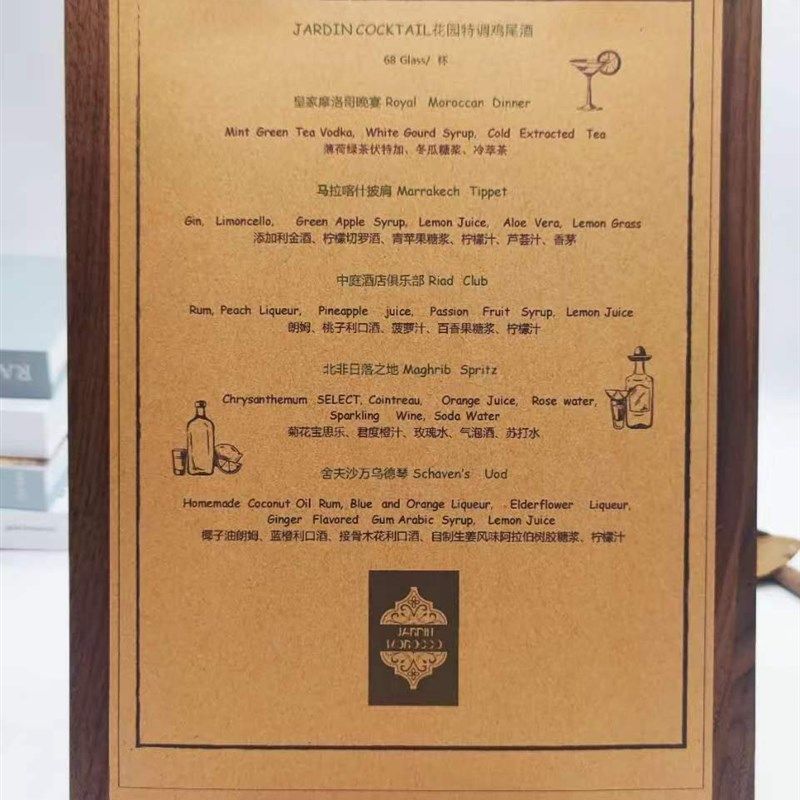 JARDIN COCKTAIL花园特调鸡尾酒
68 Glass/ 杯
皇家摩洛哥晚宴 Royal Moroccan Dinner
Mint Green Tea Vodka, White Gourd Syrup, Cold Extracted Tea
薄荷绿茶伏特加、冬瓜糖浆、冷萃茶
马拉喀什披肩 Marrakech Tippet
Gin, Limoncello, Green Apple Syrup, Lemon Juice, Aloe Vera, Lemon Grass
添加利金酒、柠檬切罗酒、青苹果糖浆、柠檬汁、芦荟汁、香茅
中庭酒店俱乐部 Riad Club
Rum, Peach Liqueur, Pineapple juice, Passion Fruit Syrup, Lemon Juice
朗姆、桃子利口酒、菠萝汁、百香果糖浆、柠檬汁
北非日落之地 Maghrib Spritz
Chrysanthemum SELECT, Cointreau, Orange Juice, Rose water,
Sparkling Wine, Soda Water
菊花宝思乐、君度橙汁、玫瑰水、气泡酒、苏打水
舍夫沙万乌德琴 Schaven's Uod
Homemade Coconut Oil Rum, Blue and Orange Liqueur, Elderflower Liqueur,
Ginger Flavored Gum Arabic Syrup, Lemon Juice
椰子油朗姆、蓝橙利口酒、接骨木花利口酒、自制生姜风味阿拉伯树胶糖浆、柠檬汁
JARDIN
MOROCCO